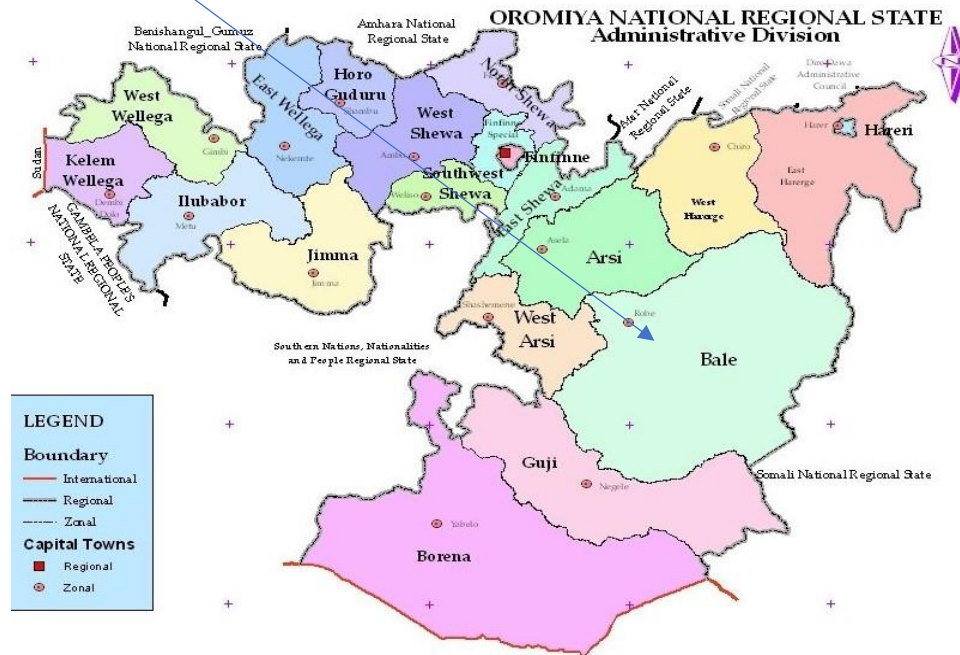 OROMIYA NATIONAL REGIONAL STATE
Administrative Division
Benishangul_Gumuz
National Regional State
Amhara National
Regional State
Afar National
Regional State
Somali National
Regional State
Dire Dawa
Administrative
Council
West
Wellega
Gimbi
East Wellega
Nekemte
Horo
Guduru
Shambu
West
Shewa
Ambo
North Shewa
Finfinne
Special
Finfinne
Southwest
Shewa
Weliso
East Shewa
Adama
Chiro
West
Hararge
Harer
Hareri
East
Harerge
Sudan
Kelem
Wellega
Dembi
Dolo
GAMBELA PEOPLE'S
NATIONAL REGIONAL
STATE
Ilubabor
Metu
Jimma
Jimma
Asela
Arsi
Shashemene
West
Arsi
Robe
Bale
Southern Nations, Nationalities
and People Regional State
Guji
Negelle
Somali National Regional State
Yabelo
Borena
LEGEND
Boundary
International
Regional
Zonal
Capital Towns
Regional
Zonal